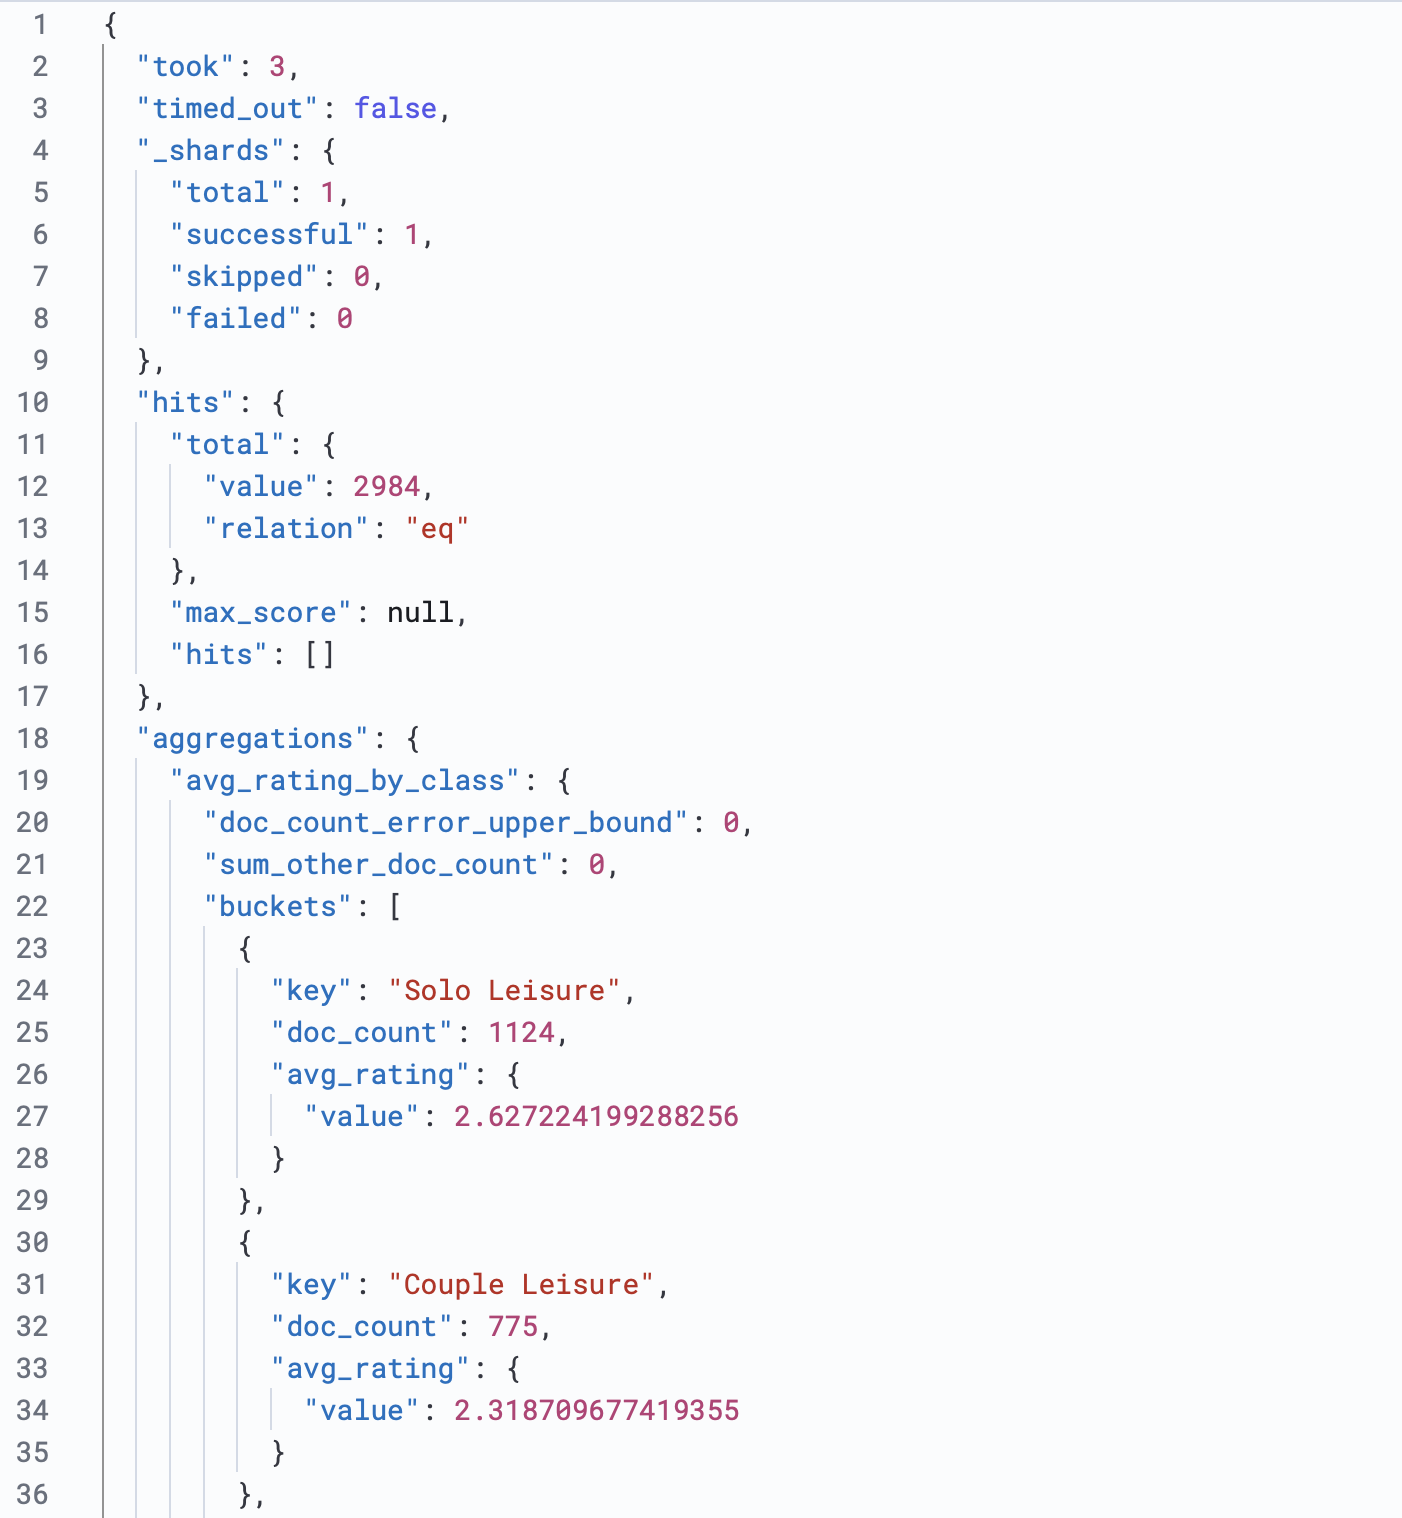 1 {
2 "took": 3,
3 "timed_out": false,
4 "_shards": {
5 "total": 1,
6 "successful": 1,
7 "skipped": 0,
8 "failed": 0
9 },
10 "hits": {
11 "total": {
12 "value": 2984,
13 "relation": "eq"
14 },
15 "max_score": null,
16 "hits": []
17 },
18 "aggregations": {
19 "avg_rating_by_class": {
20 "doc_count_error_upper_bound": 0,
21 "sum_other_doc_count": 0,
22 "buckets": [
23 {
24 "key": "Solo Leisure",
25 "doc_count": 1124,
26 "avg_rating": {
27 "value": 2.627224199288256
28 }
29 },
30 {
31 "key": "Couple Leisure",
32 "doc_count": 775,
33 "avg_rating": {
34 "value": 2.318709677419355
35 }
36 },